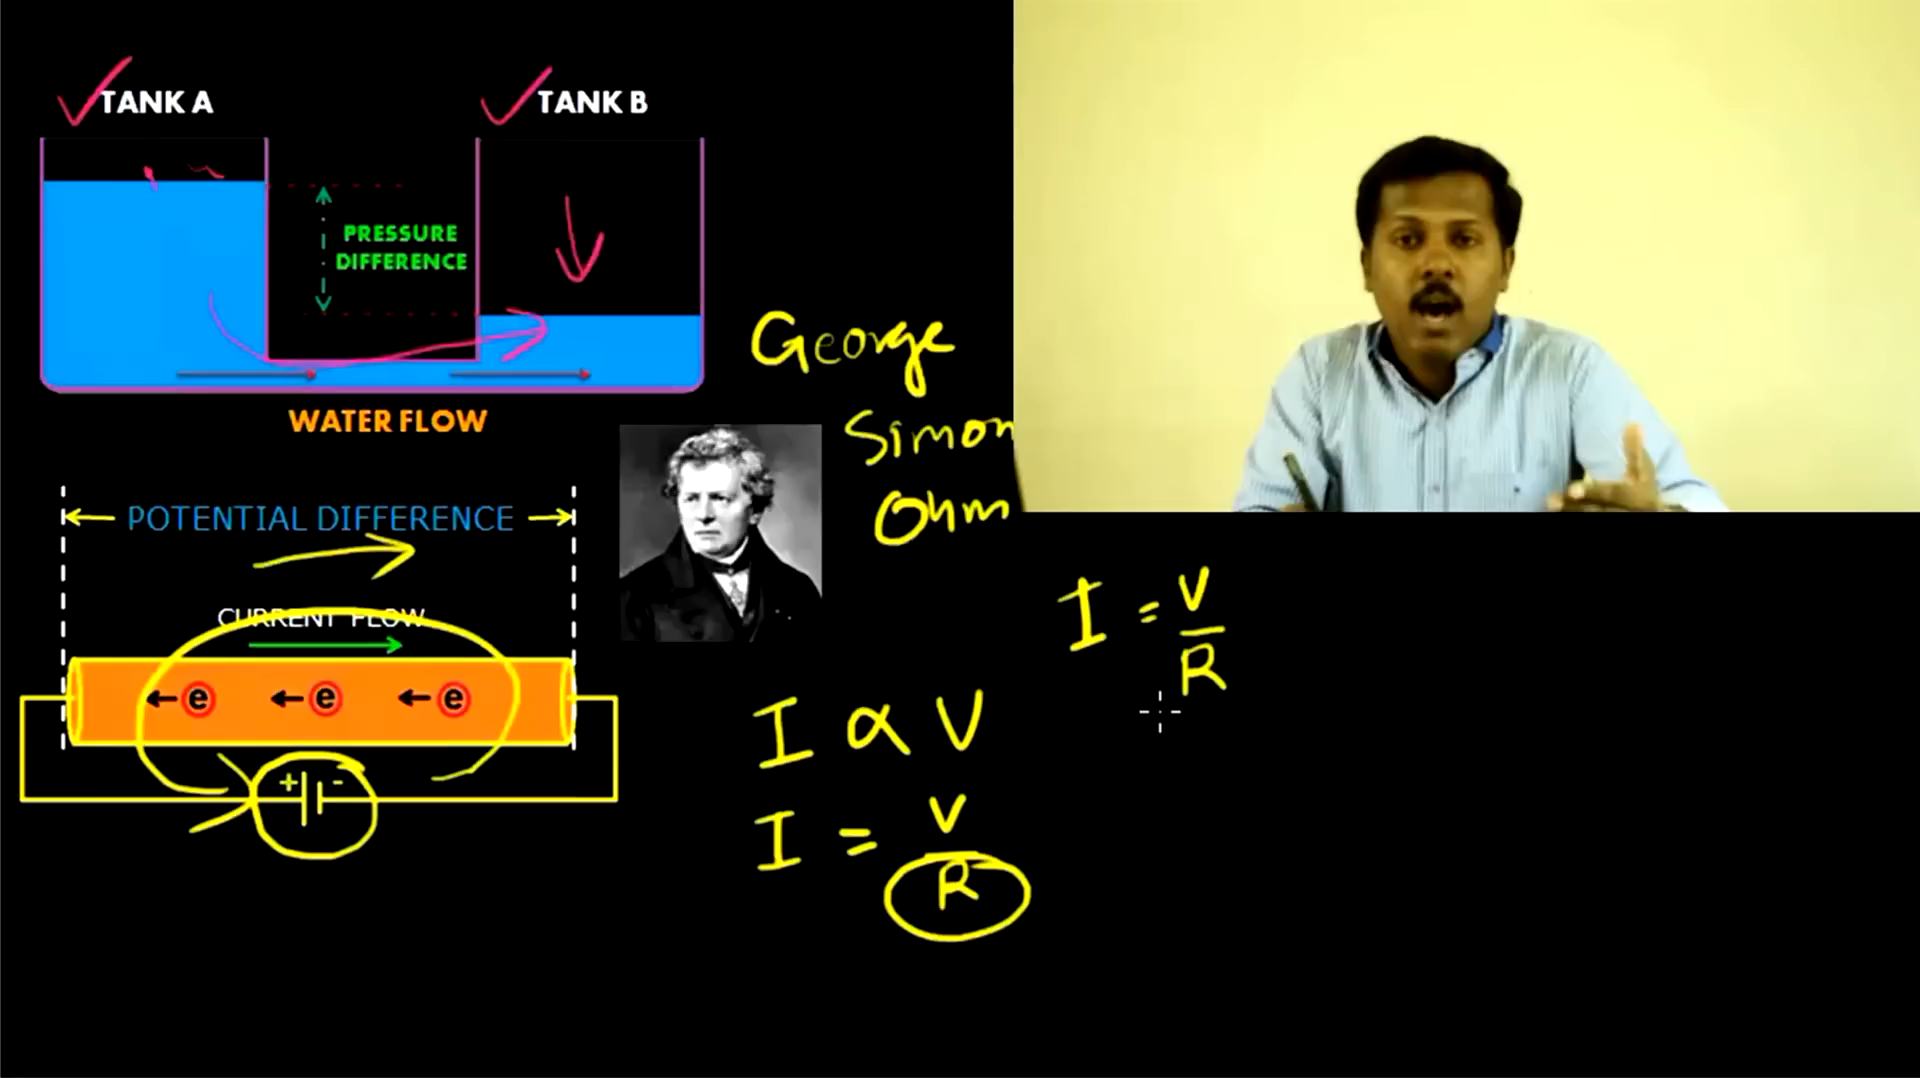 TANK A
TANK B
PRESSURE
DIFFERENCE
WATER FLOW
George
Simon
Ohm
POTENTIAL DIFFERENCE
CURRENT FLOW
e e e
+ -
I = V
R
I ∝ V
I = V
R